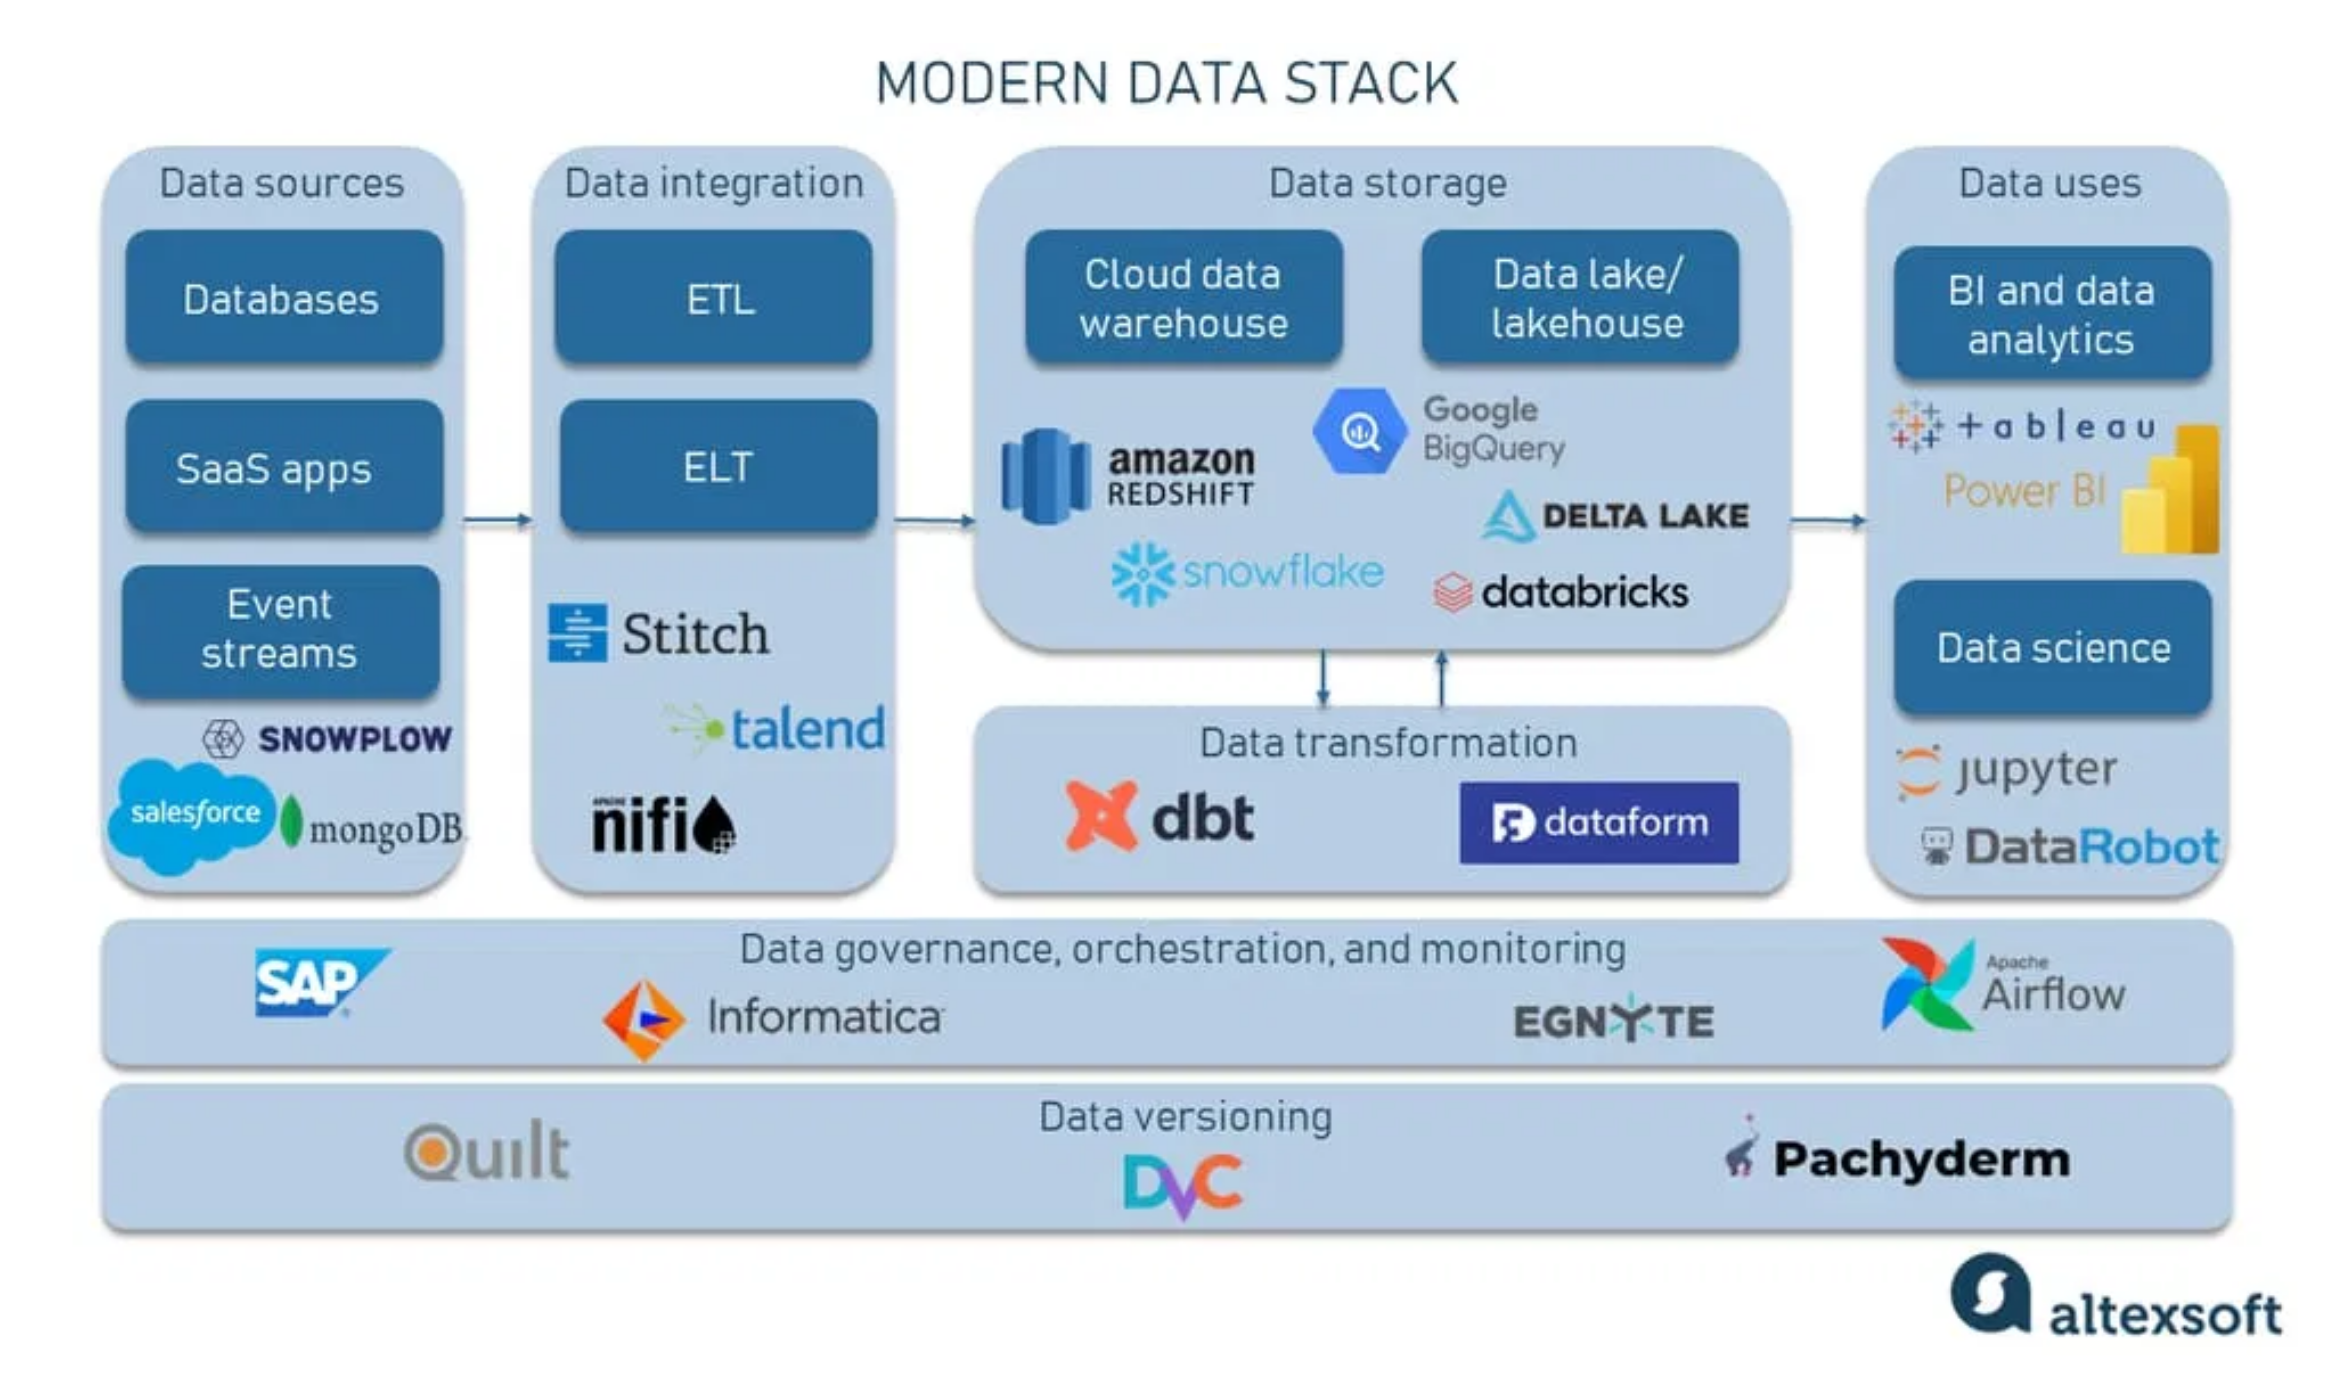 MODERN DATA STACK
Data sources
Databases
SaaS apps
Event
streams
SNOWPLOW
salesforce
mongoDB
Data integration
ETL
ELT
Stitch
talend
APACHE
nifi
Data storage
Cloud data
warehouse
Data lake/
lakehouse
amazon
REDSHIFT
Google
BigQuery
DELTA LAKE
snowflake
databricks
Data transformation
dbt
dataform
Data uses
BI and data
analytics
+ableau
Power BI
Data science
jupyter
DataRobot
Data governance, orchestration, and monitoring
SAP
Informatica
EGNYTE
Apache
Airflow
Data versioning
Quilt
DVC
Pachyderm
altexsoft